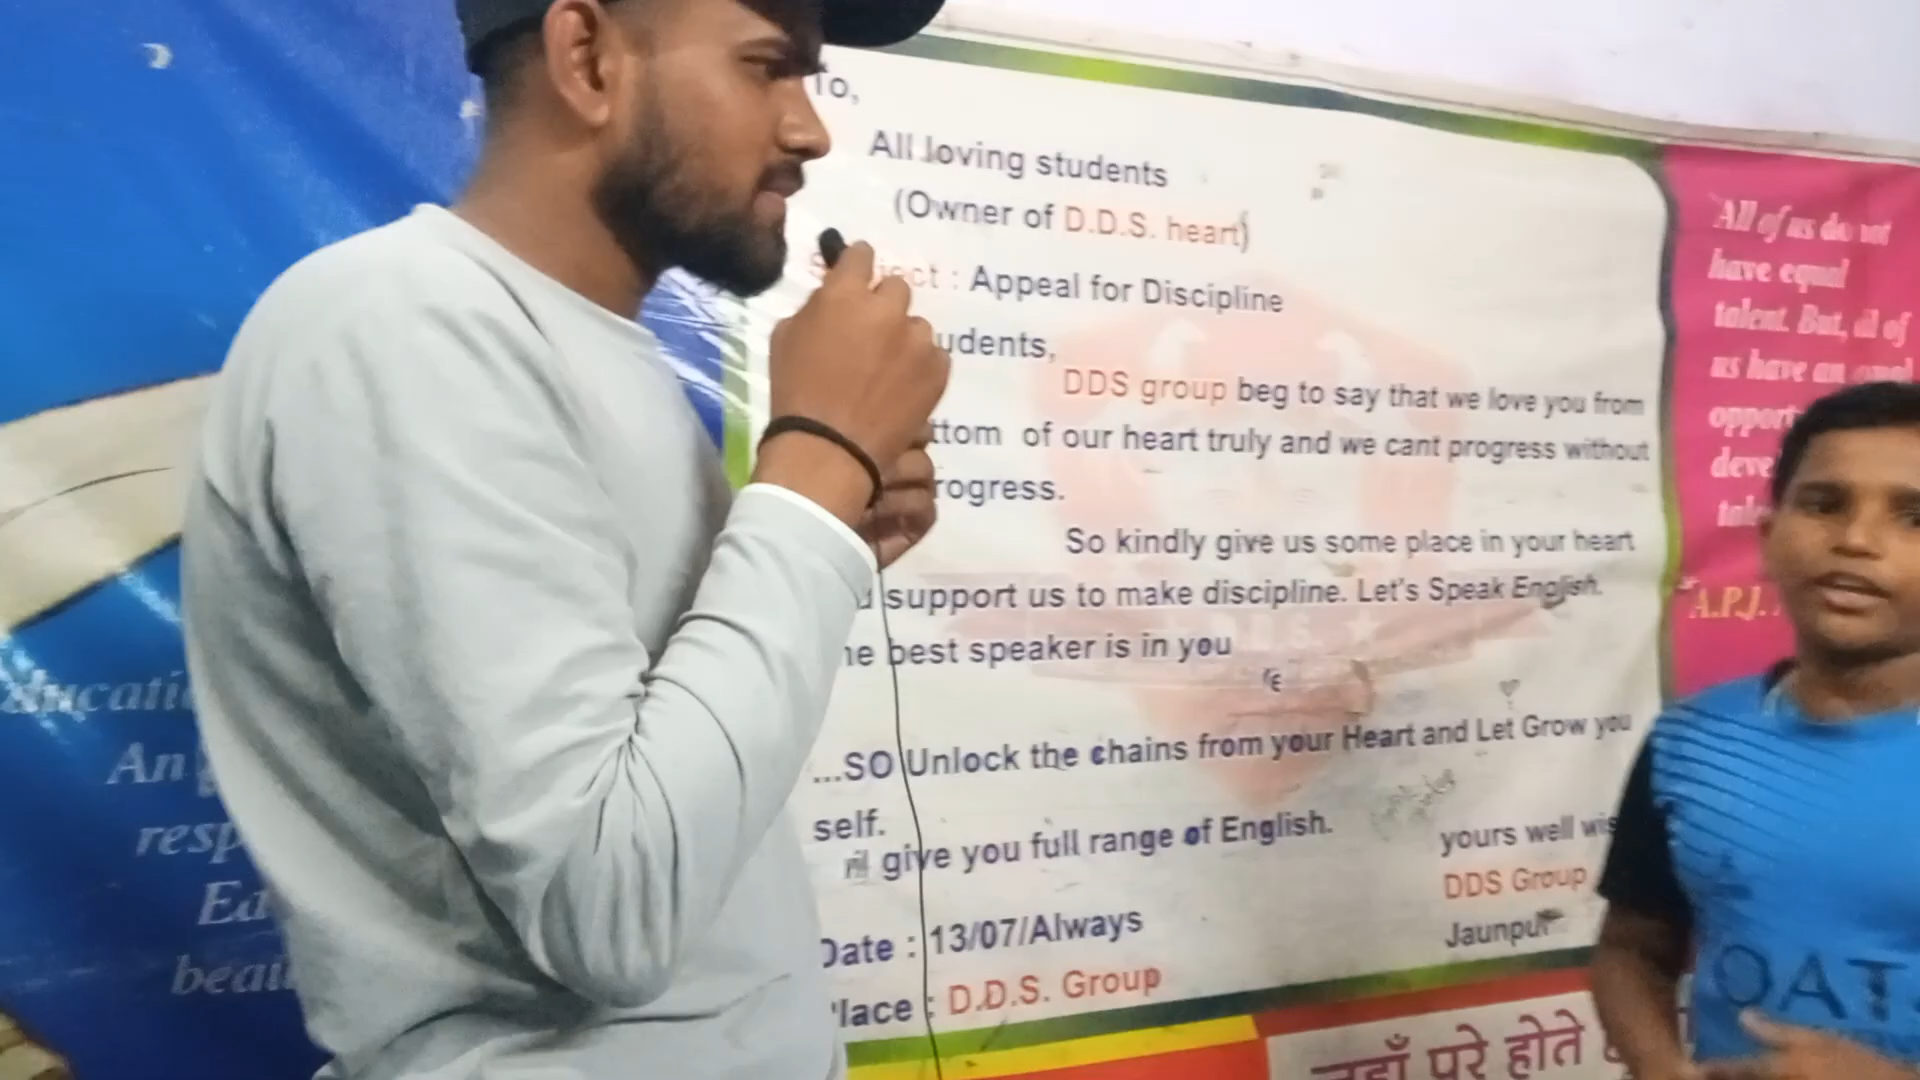 To,
All loving students
(Owner of D.D.S. heart)
: Appeal for Discipline
DDS group beg to say that we love you from
of our heart truly and we cant progress without
So kindly give us some place in your heart
support us to make discipline. Let's Speak English.
best speaker is in you
...SO Unlock the chains from your Heart and Let Grow you
self.
give you full range of English.
yours well
DDS Group
Jaunpur
Date : 13/07/Always
: D.D.S. Group
All of us do not
have equal
talent. But, all of
us have an equal
A.P.J.
An
जहाँ पूरे होते